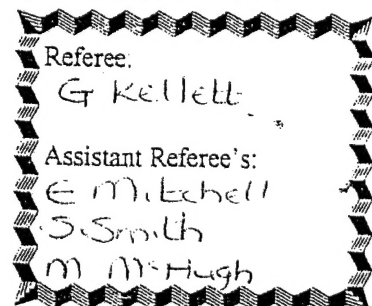 Referee:
G Kellett
Assistant Referee's:
E Mitchell
S. Smith
M McHugh